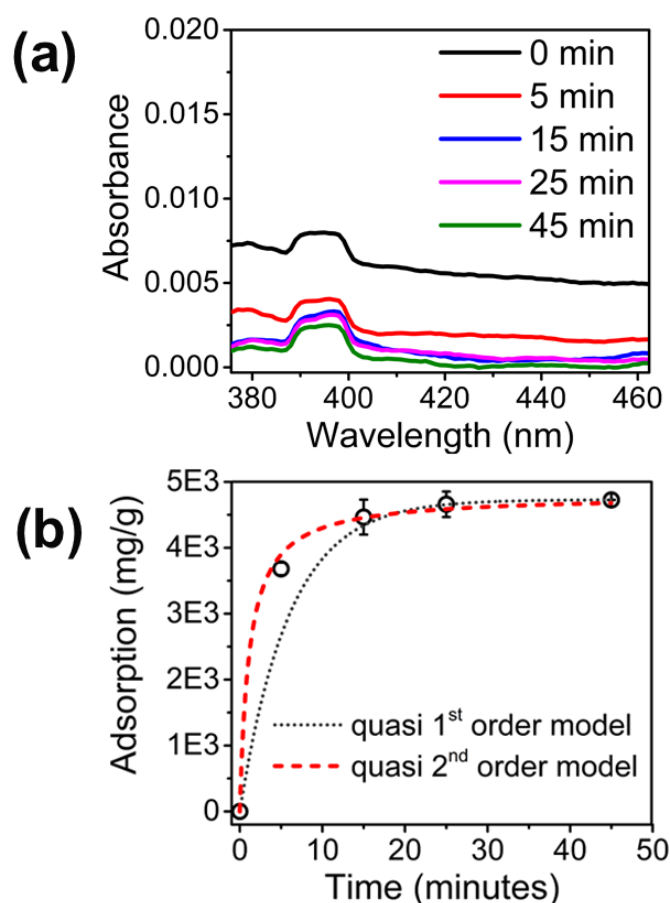 (a)
0.020
0.015
0.010
0.005
0.000
Absorbance
0 min
5 min
15 min
25 min
45 min
380 400 420 440 460
Wavelength (nm)
(b)
5E3
4E3
3E3
2E3
1E3
0
Adsorption (mg/g)
quasi 1st order model
quasi 2nd order model
0 10 20 30 40 50
Time (minutes)